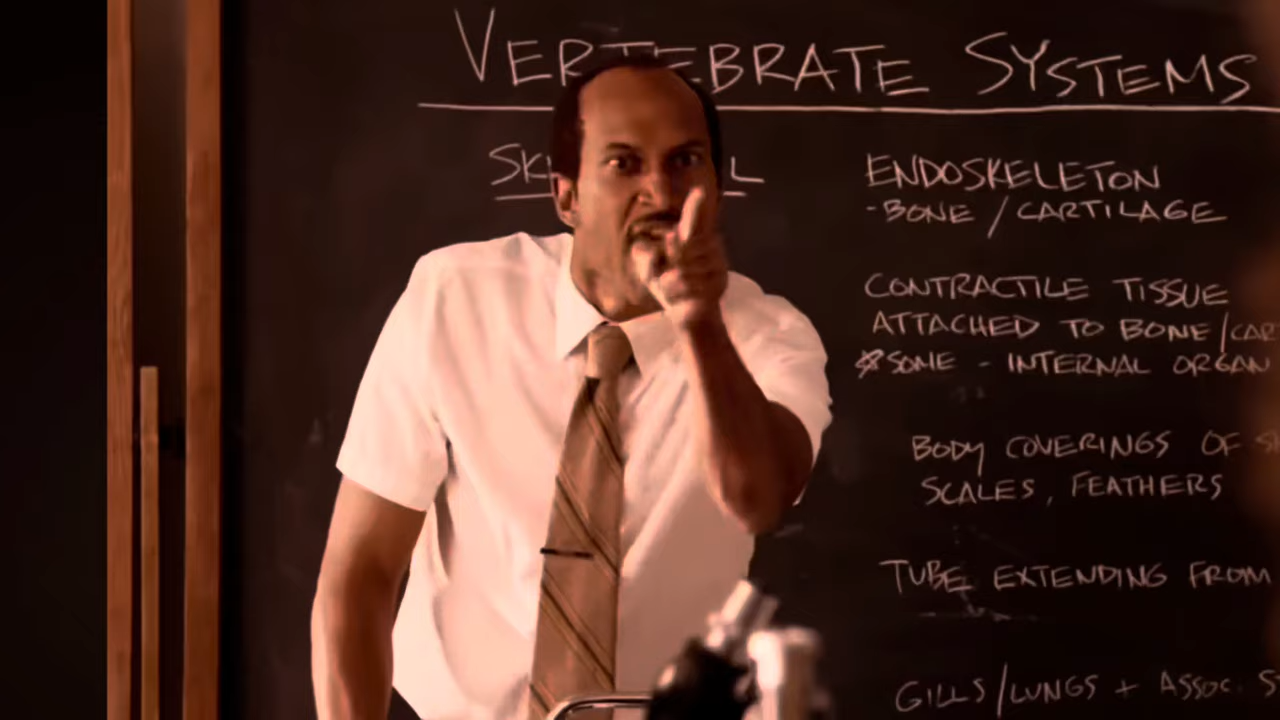 VERTEBRATE SYSTEMS
ENDOSKELETON
- BONE / CARTILAGE
CONTRACTILE TISSUE
ATTACHED TO BONE /
*SOME - INTERNAL ORGAN
BODY COVERINGS OF
SCALES, FEATHERS
TUBE EXTENDING FROM
GILLS / LUNGS + ASSOC.